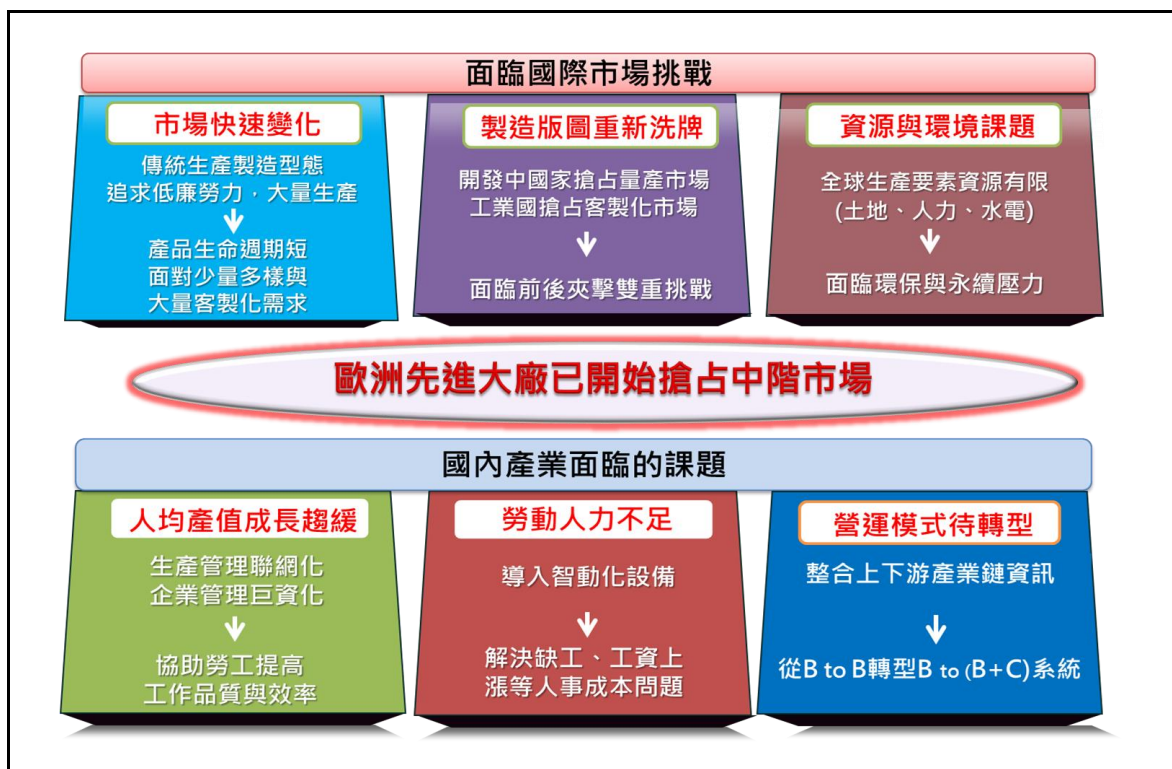 面臨國際市場挑戰
市場快速變化
傳統生產製造型態
追求低廉勞力，大量生產
產品生命週期短
面對少量多樣與
大量客製化需求
製造版圖重新洗牌
開發中國家搶占量產市場
工業國搶占客製化市場
面臨前後夾擊雙重挑戰
資源與環境課題
全球生產要素資源有限
(土地、人力、水電)
面臨環保與永續壓力
歐洲先進大廠已開始搶占中階市場
國內產業面臨的課題
人均產值成長趨緩
生產管理聯網化
企業管理巨資化
協助勞工提高
工作品質與效率
勞動人力不足
導入智動化設備
解決缺工、工資上
漲等人事成本問題
營運模式待轉型
整合上下游產業鏈資訊
從B to B轉型B to (B+C)系統